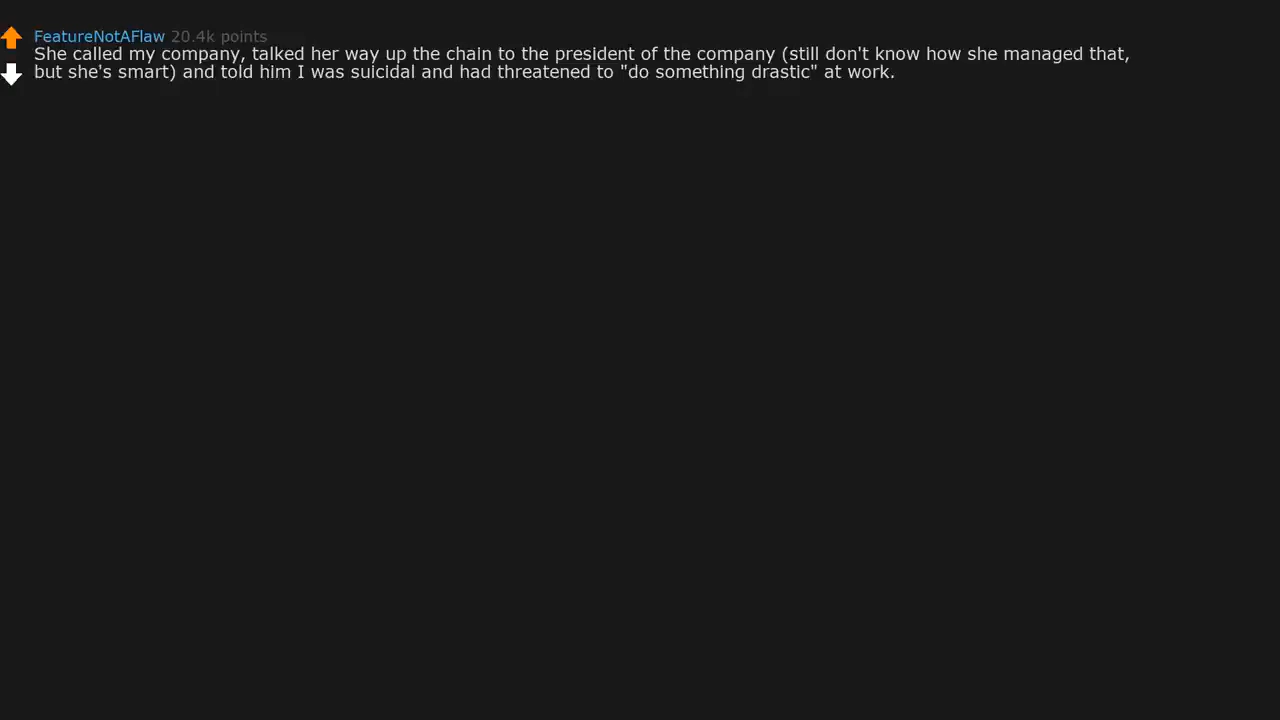 FeatureNotAFlaw 20.4k points
She called my company, talked her way up the chain to the president of the company (still don't know how she managed that,
but she's smart) and told him I was suicidal and had threatened to "do something drastic" at work.